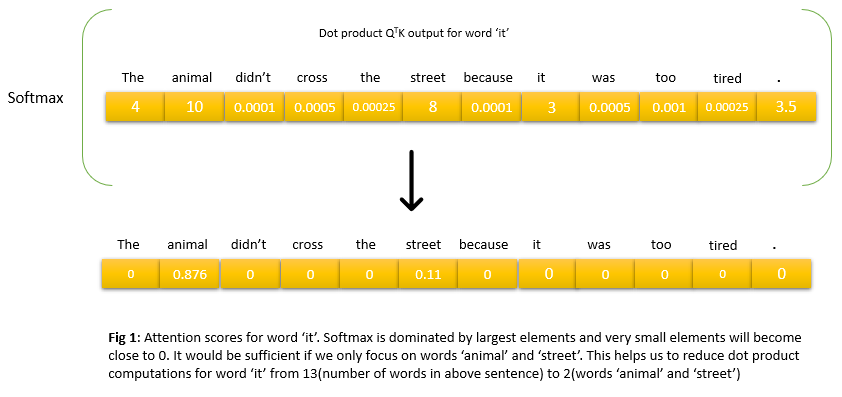 Dot product QᵀK output for word 'it'
The animal didn't cross the street because it was too tired .
Softmax
4 10 0.0001 0.0005 0.00025 8 0.0001 3 0.0005 0.001 0.00025 3.5
The animal didn't cross the street because it was too tired .
0 0.876 0 0 0 0.11 0 0 0 0 0 0
Fig 1: Attention scores for word 'it'. Softmax is dominated by largest elements and very small elements will become
close to 0. It would be sufficient if we only focus on words 'animal' and 'street'. This helps us to reduce dot product
computations for word 'it' from 13(number of words in above sentence) to 2(words 'animal' and 'street')